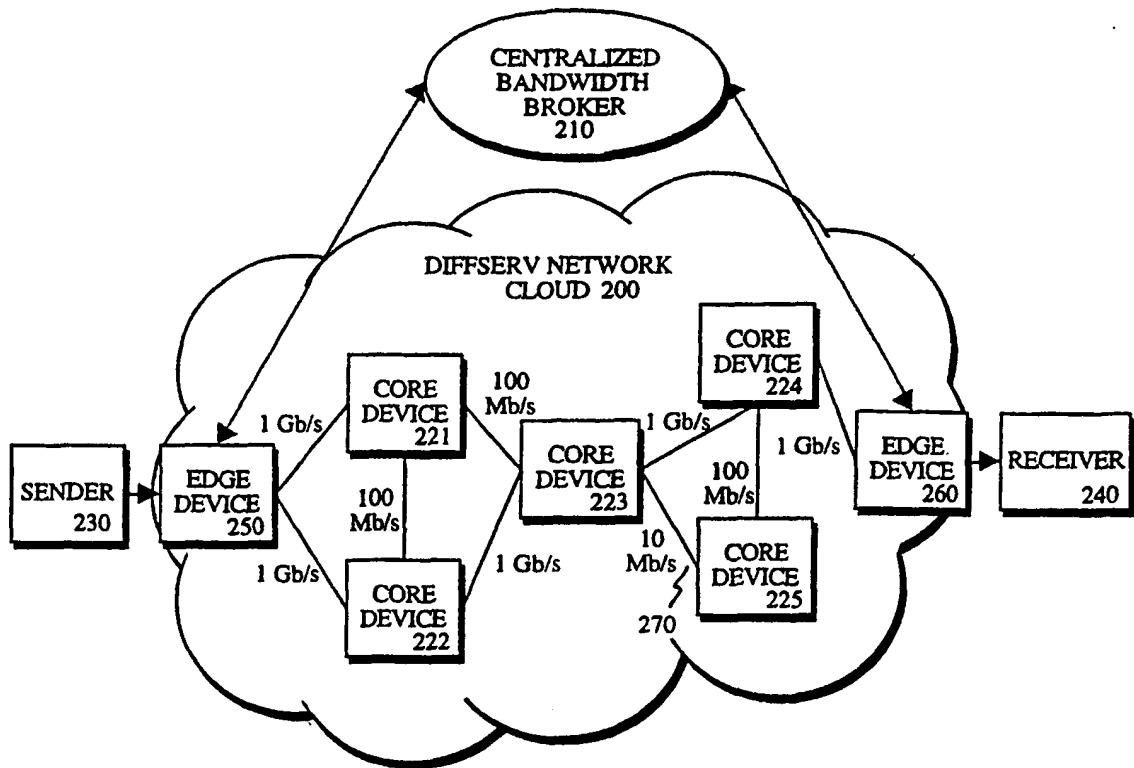 CENTRALIZED
BANDWIDTH
BROKER
210
DIFFSERV NETWORK
CLOUD 200
CORE
DEVICE
224
CORE
DEVICE
221
100
Mb/s
1 Gb/s
1 Gb/s
1 Gb/s
SENDER
230
EDGE
DEVICE
250
CORE
DEVICE
223
EDGE.
DEVICE
260
RECEIVER
240
100
Mb/s
100
Mb/s
1 Gb/s
1 Gb/s
10
Mb/s
CORE
DEVICE
222
CORE
DEVICE
225
270